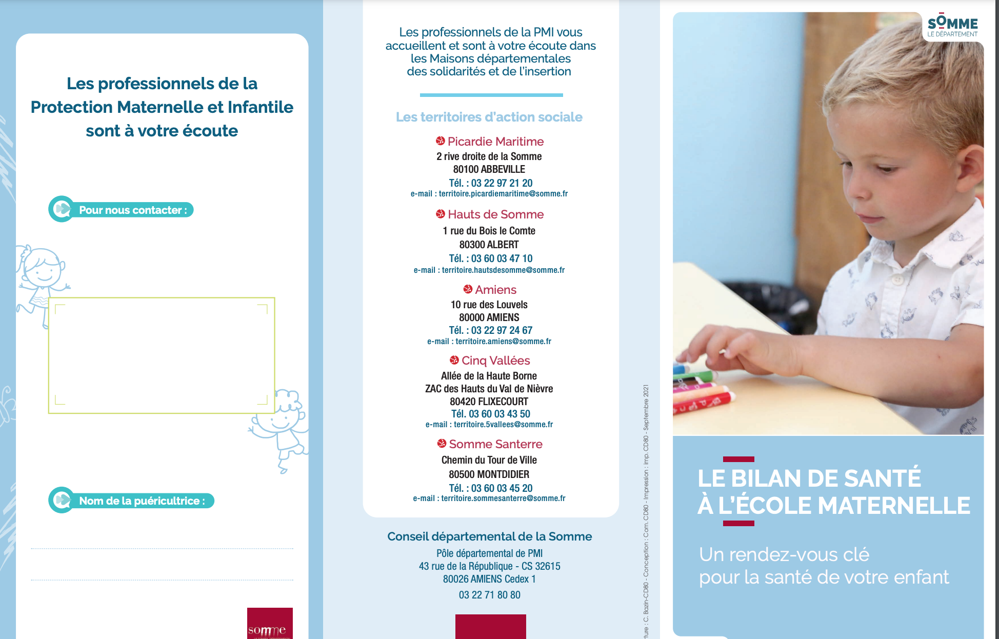 Les professionnels de la
Protection Maternelle et Infantile
sont à votre écoute
Pour nous contacter :
Nom de la puéricultrice :
somme
Les professionnels de la PMI vous
accueillent et sont à votre écoute dans
les Maisons départementales
des solidarités et de l'insertion
Les territoires d'action sociale
Picardie Maritime
2 rive droite de la Somme
80100 ABBEVILLE
Tél. : 03 22 97 21 20
e-mail : territoire.picardiemaritime@somme.fr
Hauts de Somme
1 rue du Bois le Comte
80300 ALBERT
Tél. : 03 60 03 47 10
e-mail : territoire.hautsdesomme@somme.fr
Amiens
10 rue des Louvels
80000 AMIENS
Tél. : 03 22 97 24 67
e-mail : territoire.amiens@somme.fr
Cinq Vallées
Allée de la Haute Borne
ZAC des Hauts du Val de Nièvre
80420 FLIXECOURT
Tél. 03 60 03 43 50
e-mail : territoire.5vallees@somme.fr
Somme Santerre
Chemin du Tour de Ville
80500 MONTDIDIER
Tél. : 03 60 03 45 20
e-mail : territoire.sommesanterre@somme.fr
Conseil départemental de la Somme
Pôle départemental de PMI
43 rue de la République - CS 32615
80026 AMIENS Cedex 1
03 22 71 80 80
: C. Bazin-CD80 - Conception : Com. CD80 - Impression : imp. CD80 - Septembre 2021
SOMME
LE DÉPARTEMENT
LE BILAN DE SANTÉ
À L'ÉCOLE MATERNELLE
Un rendez-vous clé
pour la santé de votre enfant